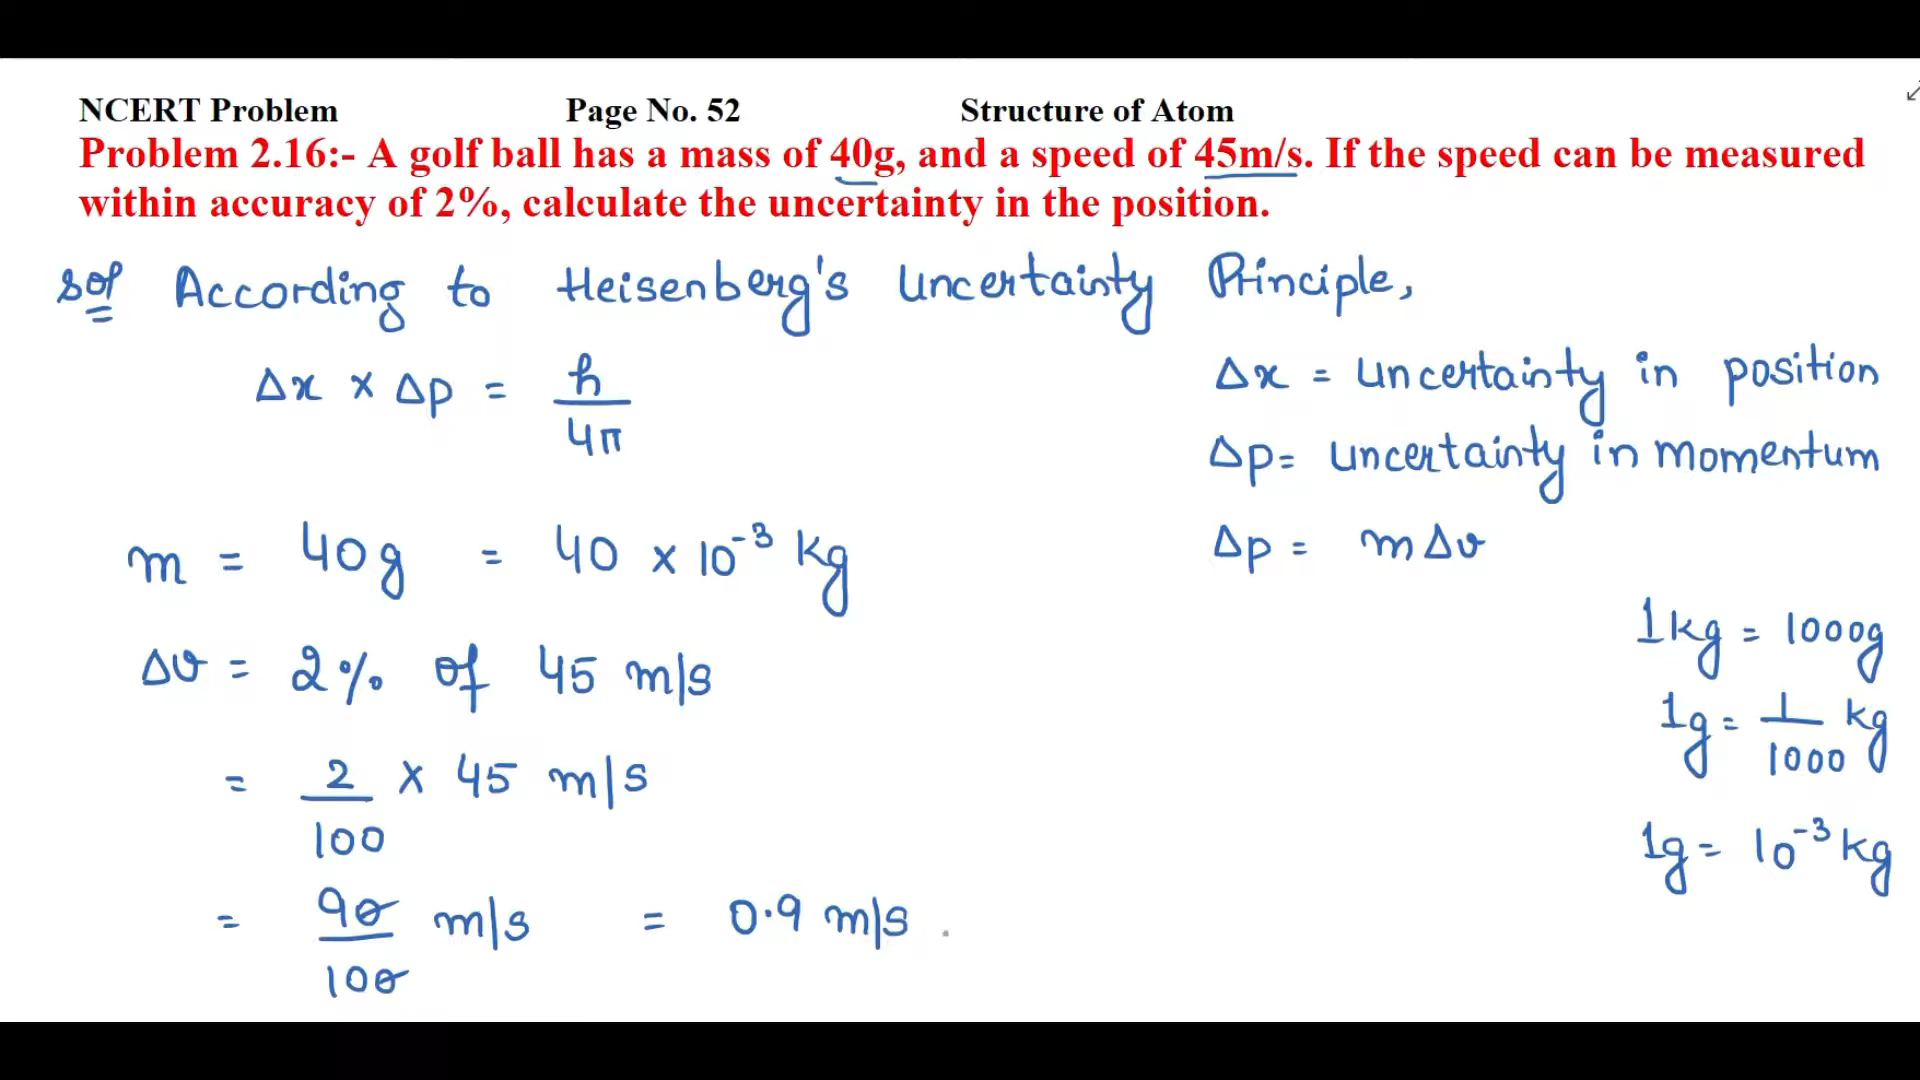 NCERT Problem Page No. 52 Structure of Atom
Problem 2.16:- A golf ball has a mass of 40g, and a speed of 45m/s. If the speed can be measured
within accuracy of 2%, calculate the uncertainty in the position.
Sol According to Heisenberg's Uncertainty Principle,
Δx × Δp = h/4π
Δx = uncertainty in position
Δp = uncertainty in momentum
Δp = mΔv
m = 40g = 40 × 10⁻³ kg
1kg = 1000g
Δv = 2% of 45 m/s
1g = 1/1000 kg
= 2/100 × 45 m/s
1g = 10⁻³ kg
= 90/100 m/s = 0.9 m/s